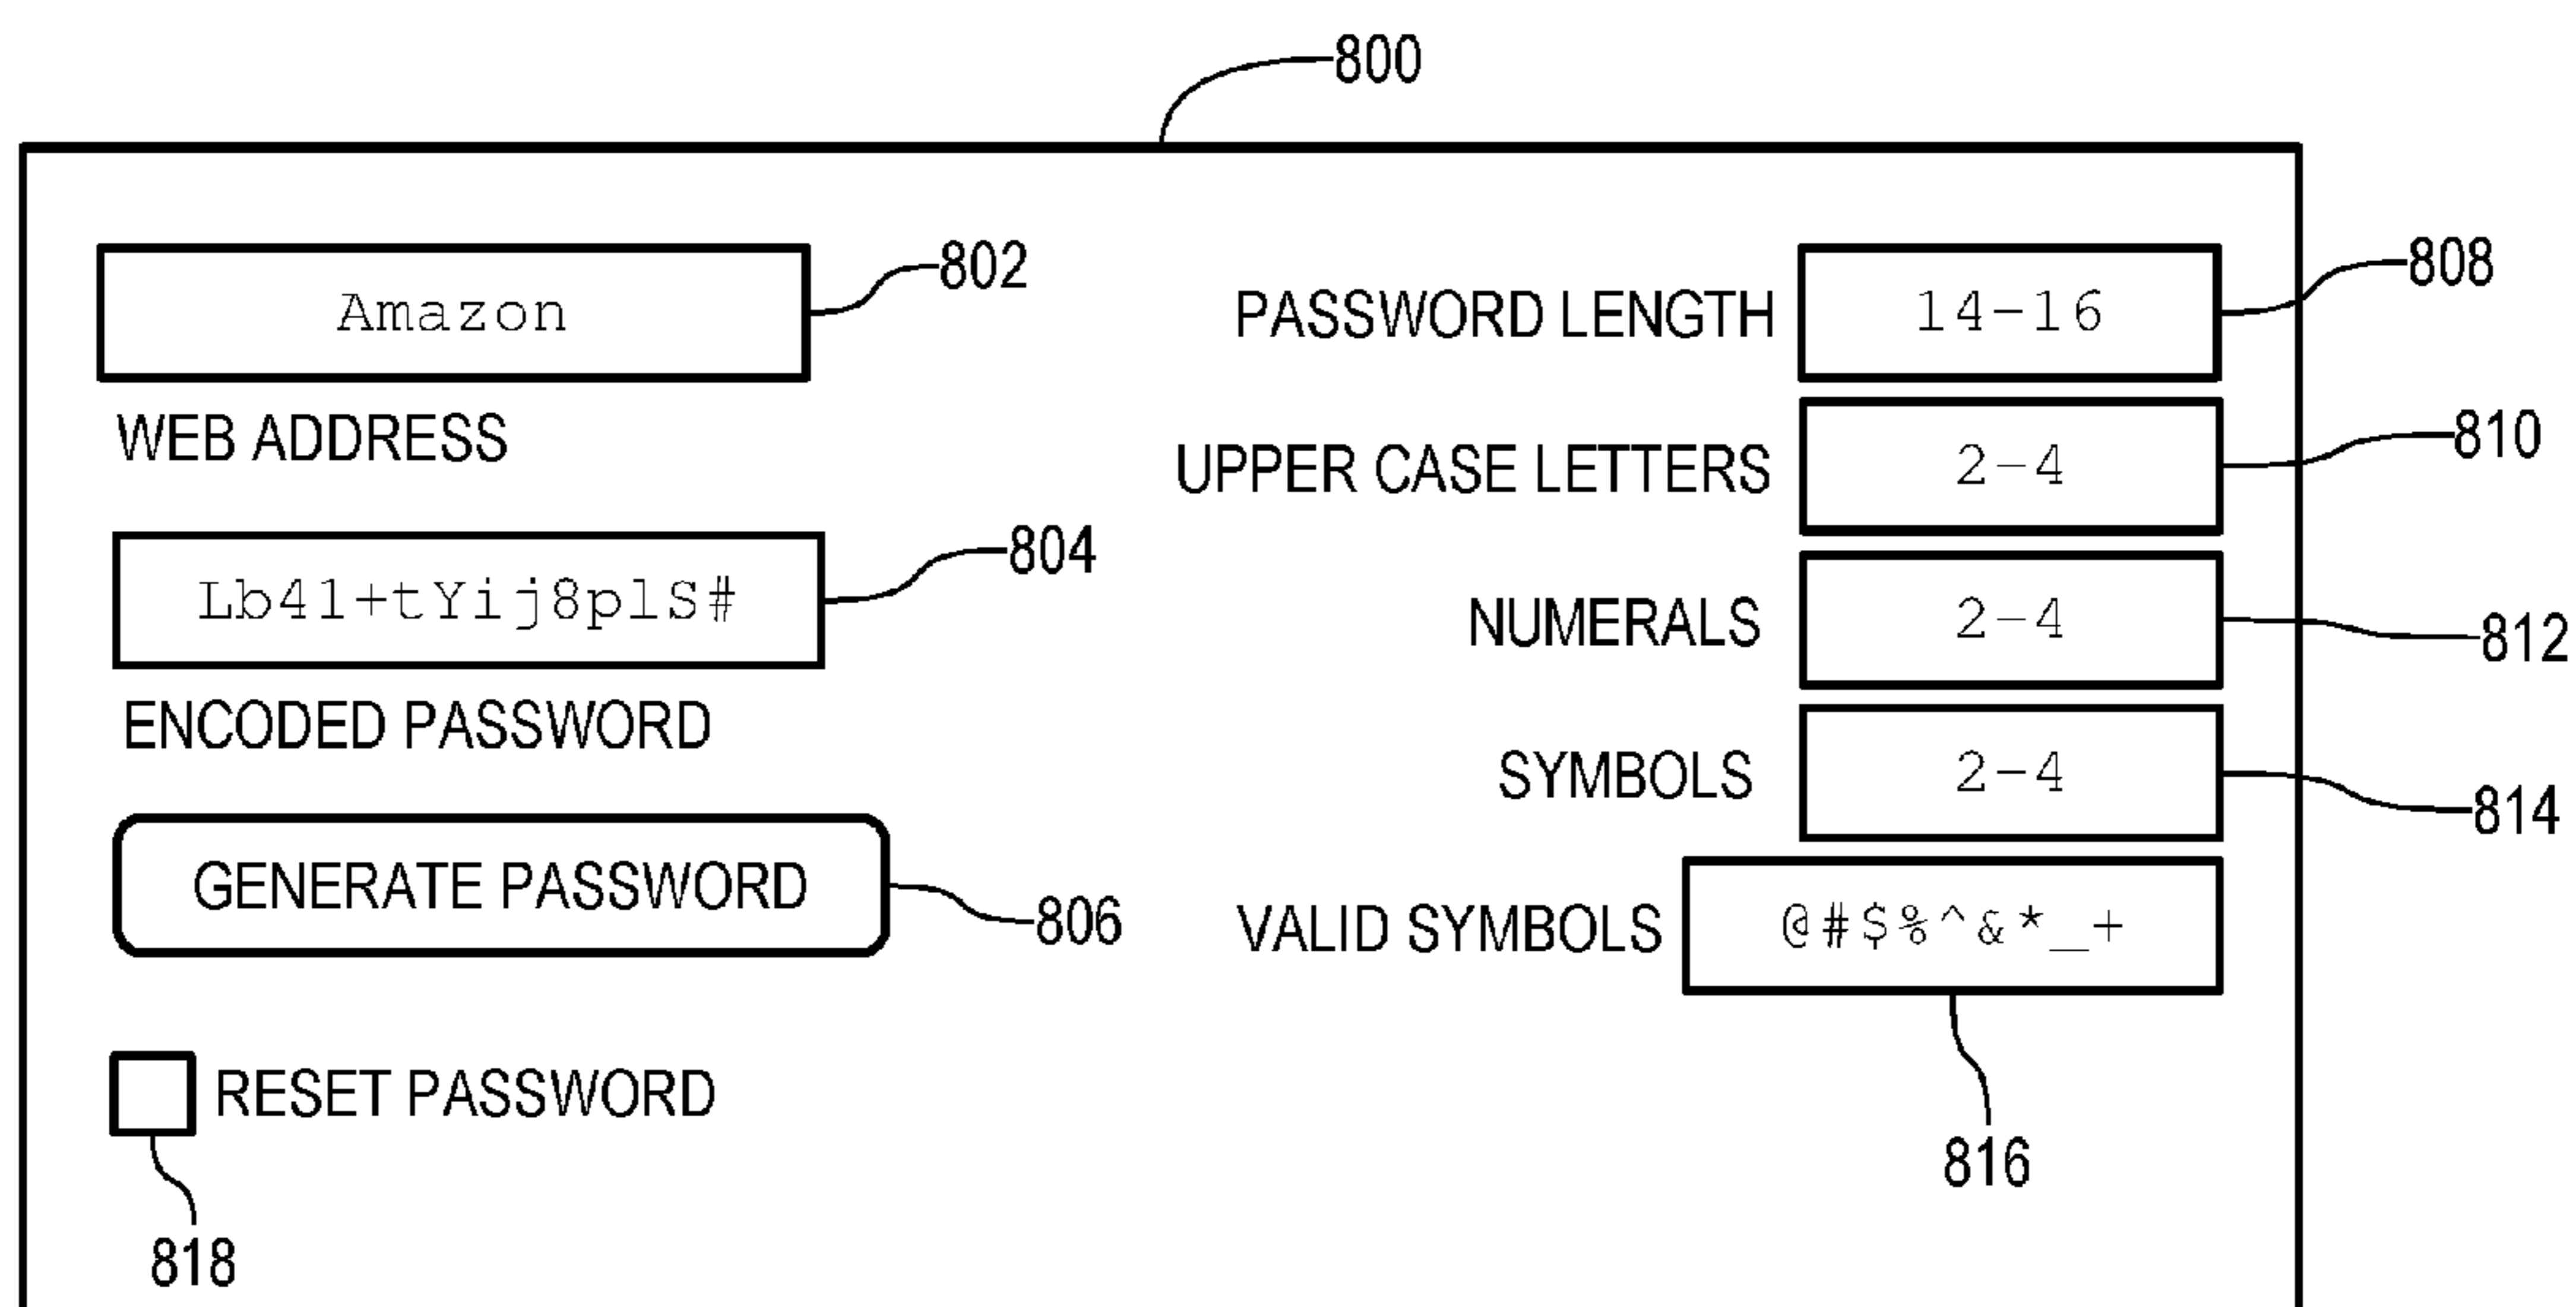 800
Amazon
802
WEB ADDRESS
Lb41+tYij8plS#
804
ENCODED PASSWORD
GENERATE PASSWORD
806
RESET PASSWORD
818
PASSWORD LENGTH 14-16
808
UPPER CASE LETTERS 2-4
810
NUMERALS 2-4
812
SYMBOLS 2-4
814
VALID SYMBOLS @#$%^&*_+
816